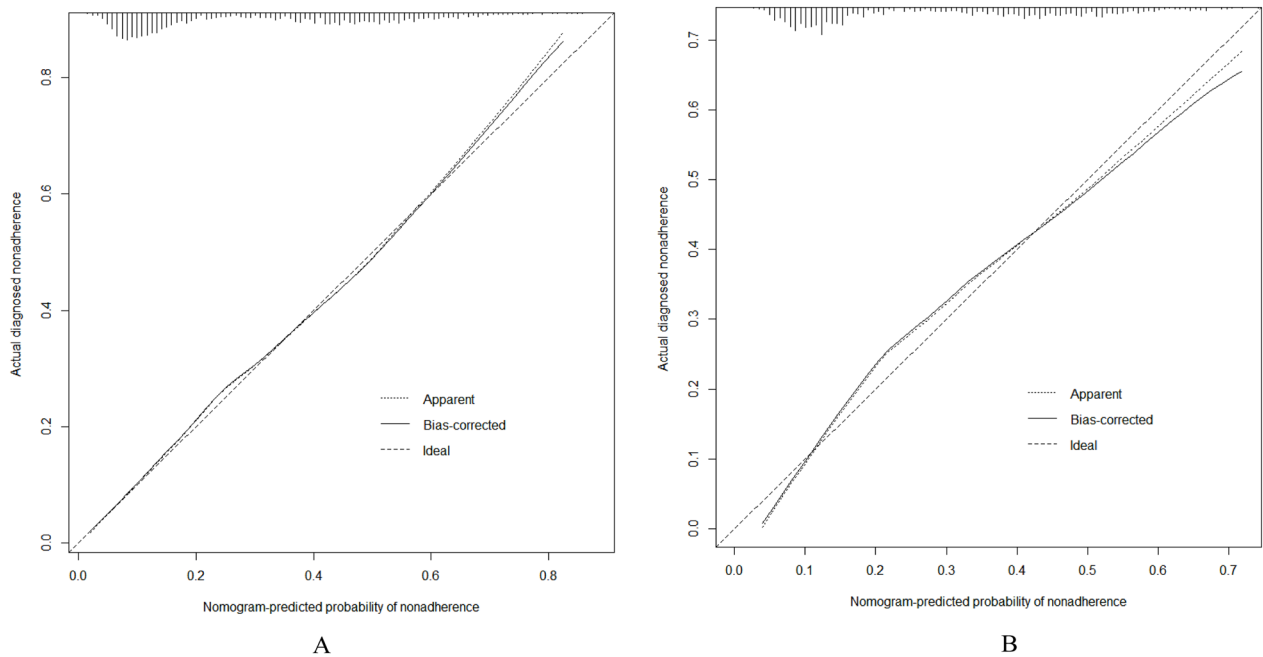 0.8
0.6
0.4
0.2
0.0
Actual diagnosed nonadherence
Apparent
Bias-corrected
Ideal
0.0 0.2 0.4 0.6 0.8
Nomogram-predicted probability of nonadherence
A
0.7
0.6
0.5
0.4
0.3
0.2
0.1
0.0
Actual diagnosed nonadherence
Apparent
Bias-corrected
Ideal
0.0 0.1 0.2 0.3 0.4 0.5 0.6 0.7
Nomogram-predicted probability of nonadherence
B